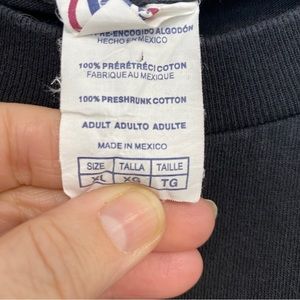 PRE-ENCOGIDO ALGODÓN
HECHO EN MEXICO
100% PRÉRÉTRÉCI COTON
FABRIQUE AU MEXIQUE
100% PRESHRUNK COTTON
ADULT ADULTO ADULTE
MADE IN MEXICO
SIZE TALLA TAILLE
XL XG TG